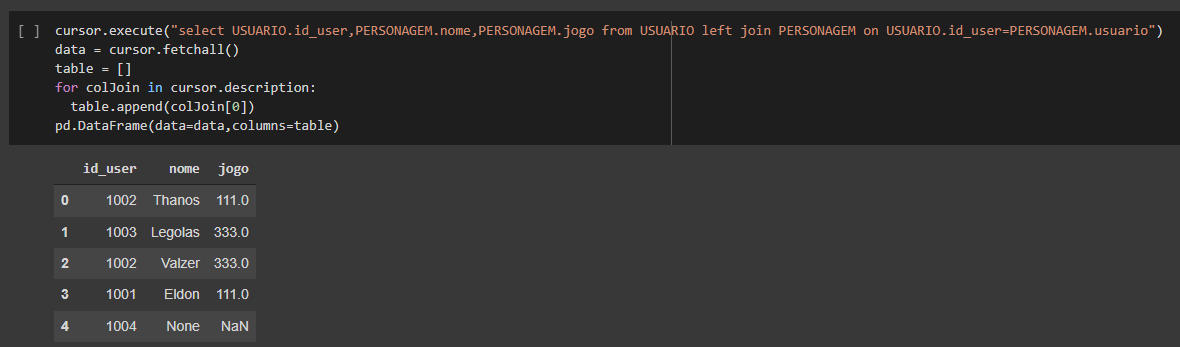 [ ] cursor.execute("select USUARIO.id_user,PERSONAGEM.nome,PERSONAGEM.jogo from USUARIO left join PERSONAGEM on USUARIO.id_user=PERSONAGEM.usuario")
data = cursor.fetchall()
table = []
for colJoin in cursor.description:
  table.append(colJoin[0])
pd.DataFrame(data=data,columns=table)
id_user nome jogo
0 1002 Thanos 111.0
1 1003 Legolas 333.0
2 1002 Valzer 333.0
3 1001 Eldon 111.0
4 1004 None NaN